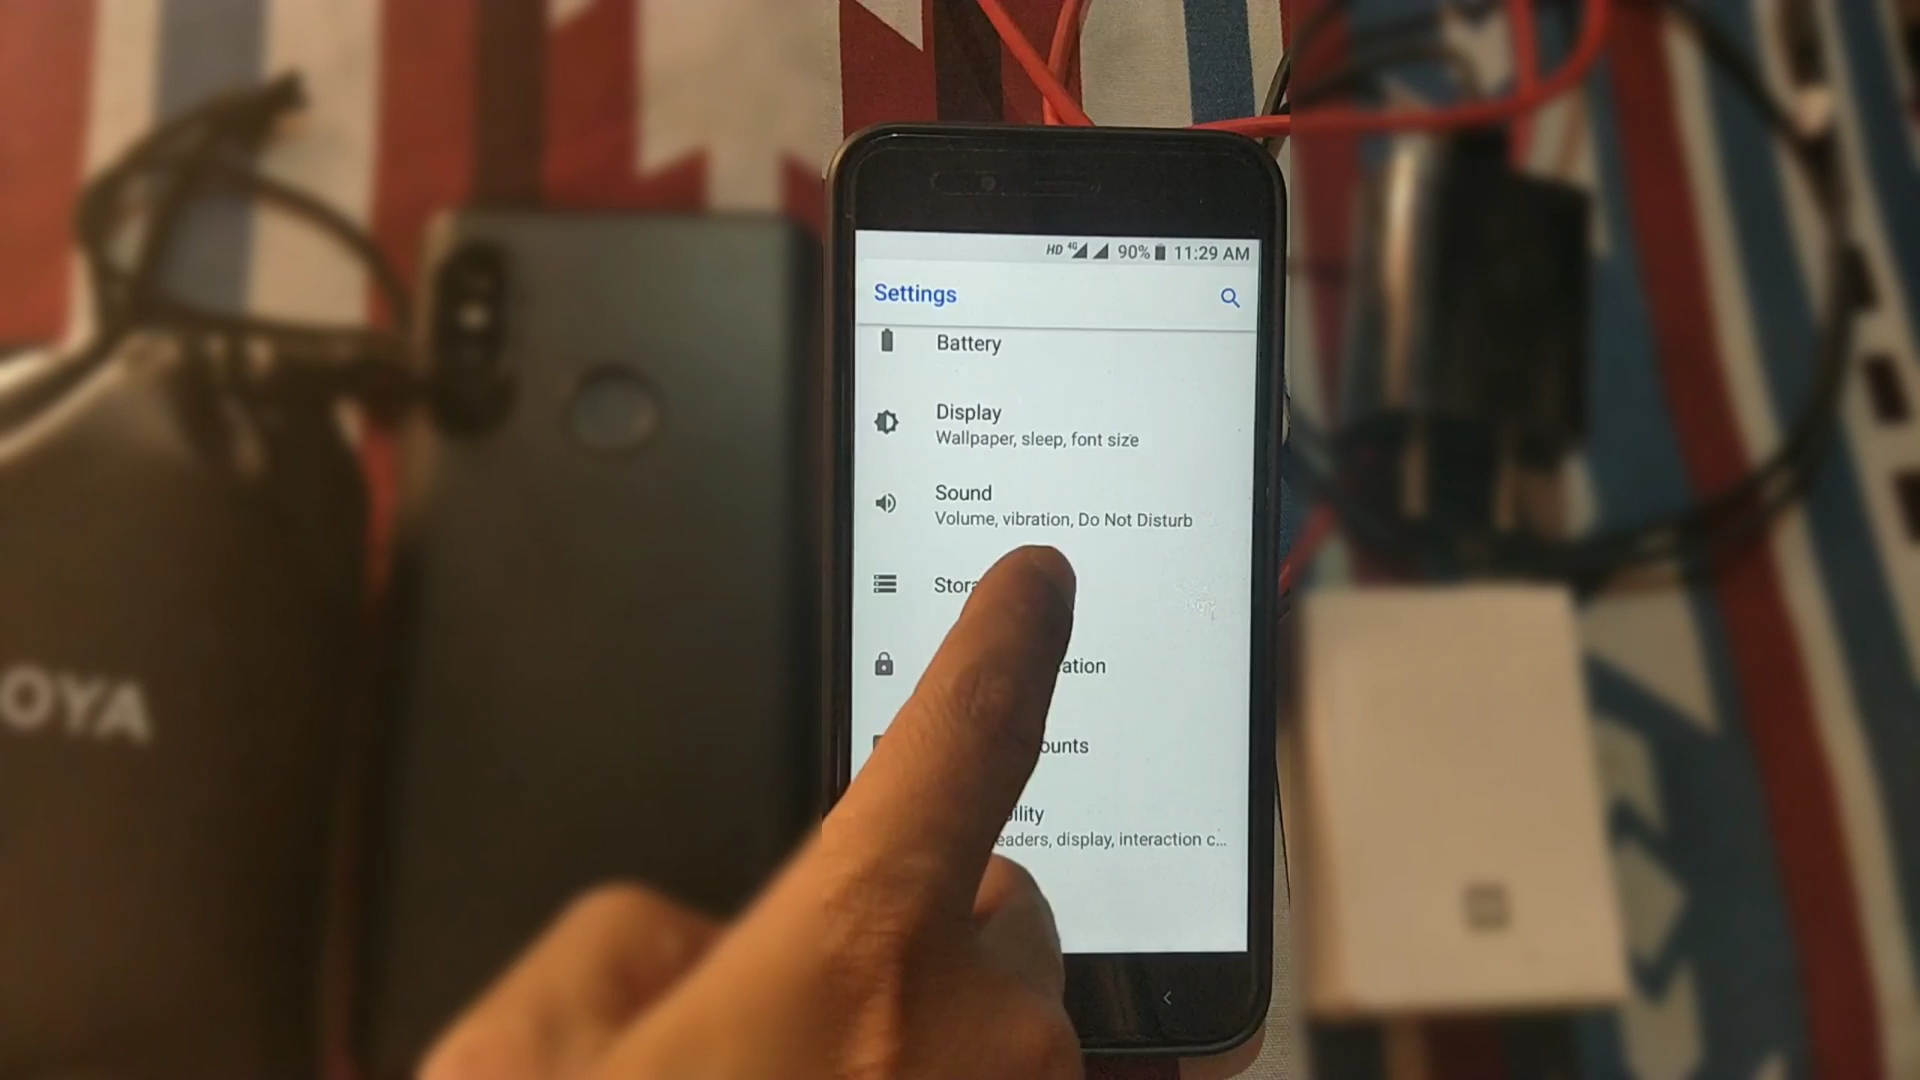 HD 4G 90% 11:29 AM
Settings
Battery
Display
Wallpaper, sleep, font size
Sound
Volume, vibration, Do Not Disturb
Stora
ation
ounts
ility
eaders, display, interaction c...
OYA